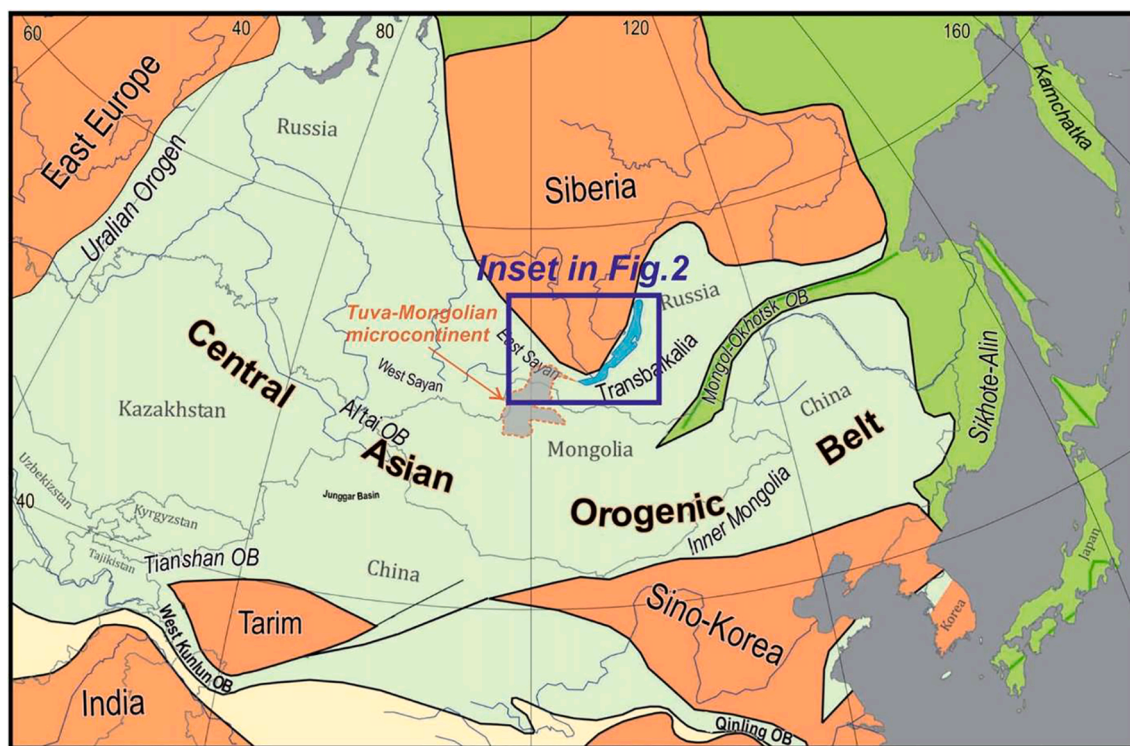 60
40
80
120
160
East Europe
Russia
Uralian Orogen
Siberia
Kamchatka
Inset in Fig.2
Russia
Tuva-Mongolian
microcontinent
East Sayan
West Sayan
Transbaikalia
Mongol-Okhotsk OB
Central
Kazakhstan
Altai OB
Asian
Mongolia
China
Belt
Sikhote-Alin
Uzbekizstan
40
Junggar Basin
Orogenic
Inner Mongolia
Kyrgyzstan
Tajikistan
Tianshan OB
China
Japan
West Kunlun OB
Tarim
Sino-Korea
Korea
India
Qinling OB